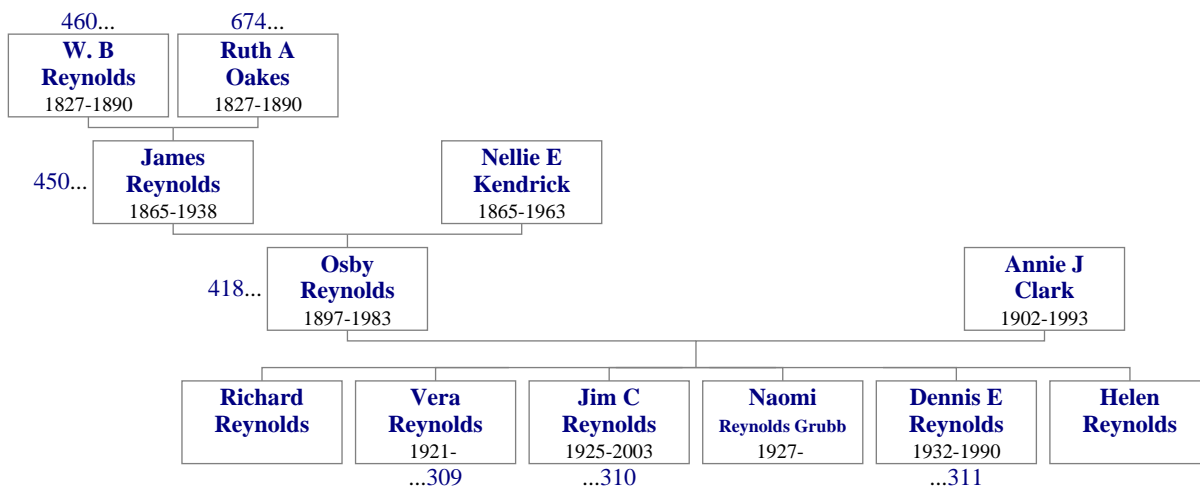 460...
674...
W. B
Reynolds
1827-1890
Ruth A
Oakes
1827-1890
450...
James
Reynolds
1865-1938
Nellie E
Kendrick
1865-1963
418...
Osby
Reynolds
1897-1983
Annie J
Clark
1902-1993
Richard
Reynolds
Vera
Reynolds
1921-
...309
Jim C
Reynolds
1925-2003
...310
Naomi
Reynolds Grubb
1927-
Dennis E
Reynolds
1932-1990
...311
Helen
Reynolds